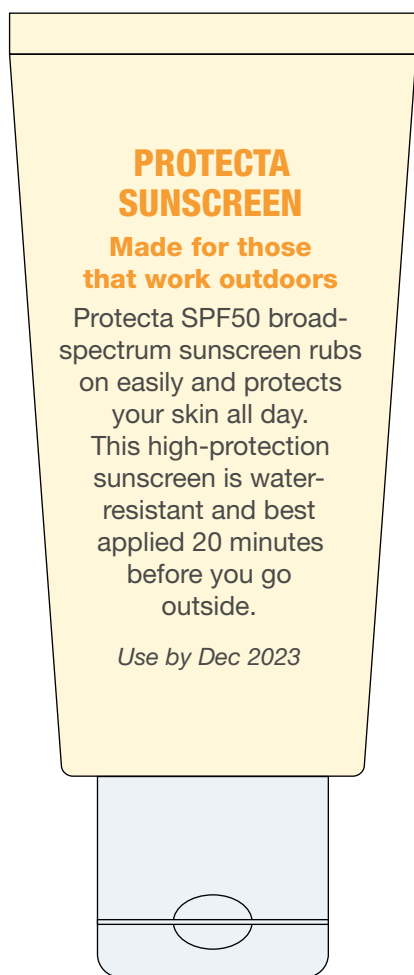 PROTECTA
SUNSCREEN
Made for those
that work outdoors
Protecta SPF50 broad-
spectrum sunscreen rubs
on easily and protects
your skin all day.
This high-protection
sunscreen is water-
resistant and best
applied 20 minutes
before you go
outside.
Use by Dec 2023